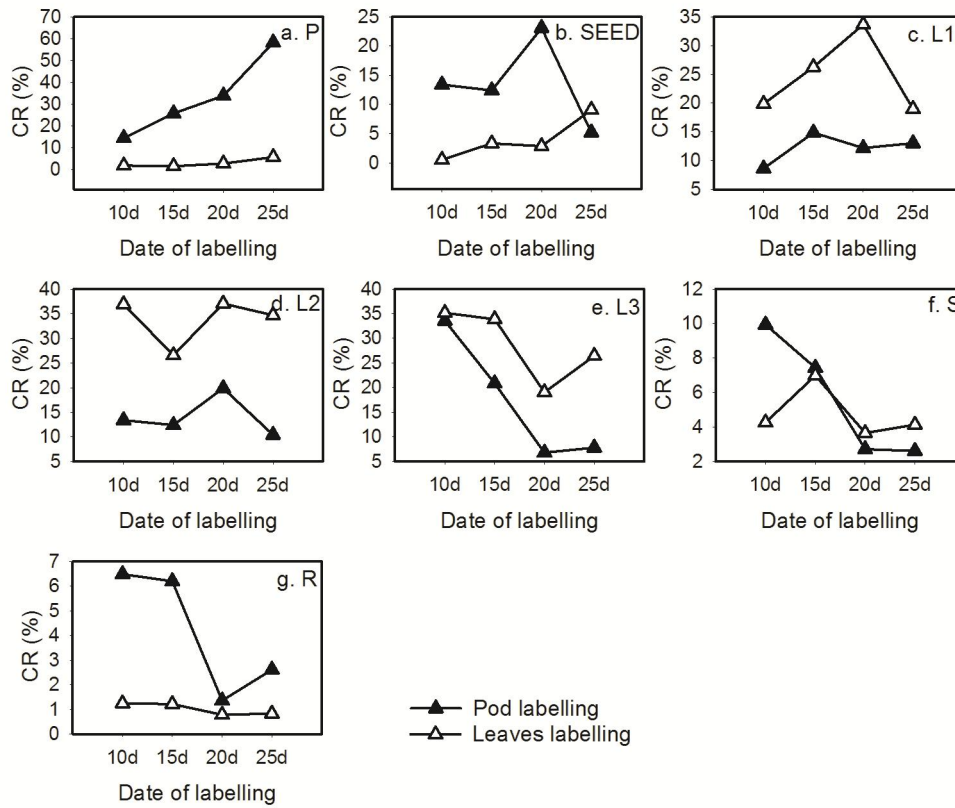 a. P
CR (%)
70
60
50
40
30
20
10
0
10d 15d 20d 25d
Date of labelling
b. SEED
CR (%)
25
20
15
10
5
0
10d 15d 20d 25d
Date of labelling
c. L1
CR (%)
35
30
25
20
15
10
5
10d 15d 20d 25d
Date of labelling
d. L2
CR (%)
40
35
30
25
20
15
10
5
10d 15d 20d 25d
Date of labelling
e. L3
CR (%)
40
35
30
25
20
15
10
5
10d 15d 20d 25d
Date of labelling
f. S
CR (%)
12
10
8
6
4
2
10d 15d 20d 25d
Date of labelling
g. R
CR (%)
7
6
5
4
3
2
1
0
10d 15d 20d 25d
Date of labelling
Pod labelling
Leaves labelling